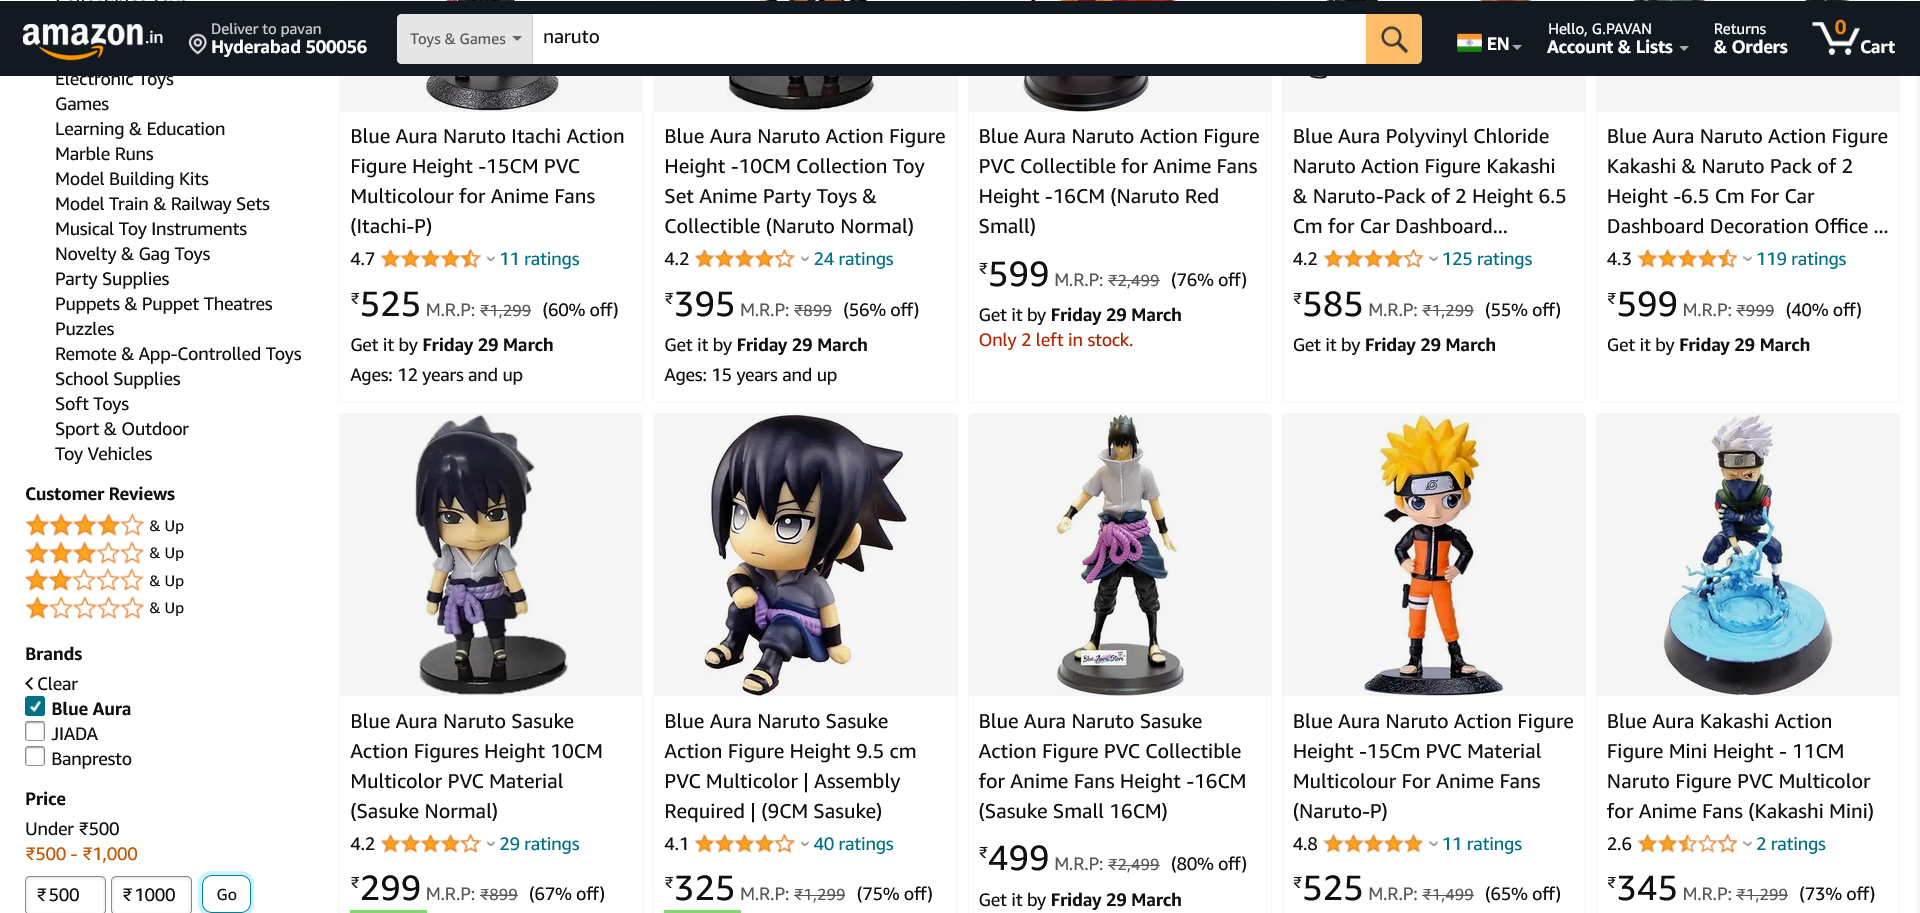 amazon.in
Deliver to pavan
Hyderabad 500056
Toys & Games
naruto
EN
Hello, G.PAVAN
Account & Lists
Returns
& Orders
0
Cart
Electronic Toys
Games
Learning & Education
Marble Runs
Model Building Kits
Model Train & Railway Sets
Musical Toy Instruments
Novelty & Gag Toys
Party Supplies
Puppets & Puppet Theatres
Puzzles
Remote & App-Controlled Toys
School Supplies
Soft Toys
Sport & Outdoor
Toy Vehicles
Customer Reviews
& Up
& Up
& Up
& Up
Brands
Clear
Blue Aura
JIADA
Banpresto
Price
Under ₹500
₹500 - ₹1,000
₹500
₹1000
Go
Blue Aura Naruto Itachi Action
Figure Height -15CM PVC
Multicolour for Anime Fans
(Itachi-P)
4.7 11 ratings
₹525 M.R.P: ₹1,299 (60% off)
Get it by Friday 29 March
Ages: 12 years and up
Blue Aura Naruto Action Figure
Height -10CM Collection Toy
Set Anime Party Toys &
Collectible (Naruto Normal)
4.2 24 ratings
₹395 M.R.P: ₹899 (56% off)
Get it by Friday 29 March
Ages: 15 years and up
Blue Aura Naruto Action Figure
PVC Collectible for Anime Fans
Height -16CM (Naruto Red
Small)
₹599 M.R.P: ₹2,499 (76% off)
Get it by Friday 29 March
Only 2 left in stock.
Blue Aura Polyvinyl Chloride
Naruto Action Figure Kakashi
& Naruto-Pack of 2 Height 6.5
Cm for Car Dashboard...
4.2 125 ratings
₹585 M.R.P: ₹1,299 (55% off)
Get it by Friday 29 March
Blue Aura Naruto Action Figure
Kakashi & Naruto Pack of 2
Height -6.5 Cm For Car
Dashboard Decoration Office ...
4.3 119 ratings
₹599 M.R.P: ₹999 (40% off)
Get it by Friday 29 March
Blue Aura Store
Blue Aura Naruto Sasuke
Action Figures Height 10CM
Multicolor PVC Material
(Sasuke Normal)
4.2 29 ratings
₹299 M.R.P: ₹899 (67% off)
Blue Aura Naruto Sasuke
Action Figure Height 9.5 cm
PVC Multicolor | Assembly
Required | (9CM Sasuke)
4.1 40 ratings
₹325 M.R.P: ₹1,299 (75% off)
Blue Aura Naruto Sasuke
Action Figure PVC Collectible
for Anime Fans Height -16CM
(Sasuke Small 16CM)
₹499 M.R.P: ₹2,499 (80% off)
Get it by Friday 29 March
Blue Aura Naruto Action Figure
Height -15Cm PVC Material
Multicolour For Anime Fans
(Naruto-P)
4.8 11 ratings
₹525 M.R.P: ₹1,499 (65% off)
Blue Aura Kakashi Action
Figure Mini Height - 11CM
Naruto Figure PVC Multicolor
for Anime Fans (Kakashi Mini)
2.6 2 ratings
₹345 M.R.P: ₹1,299 (73% off)